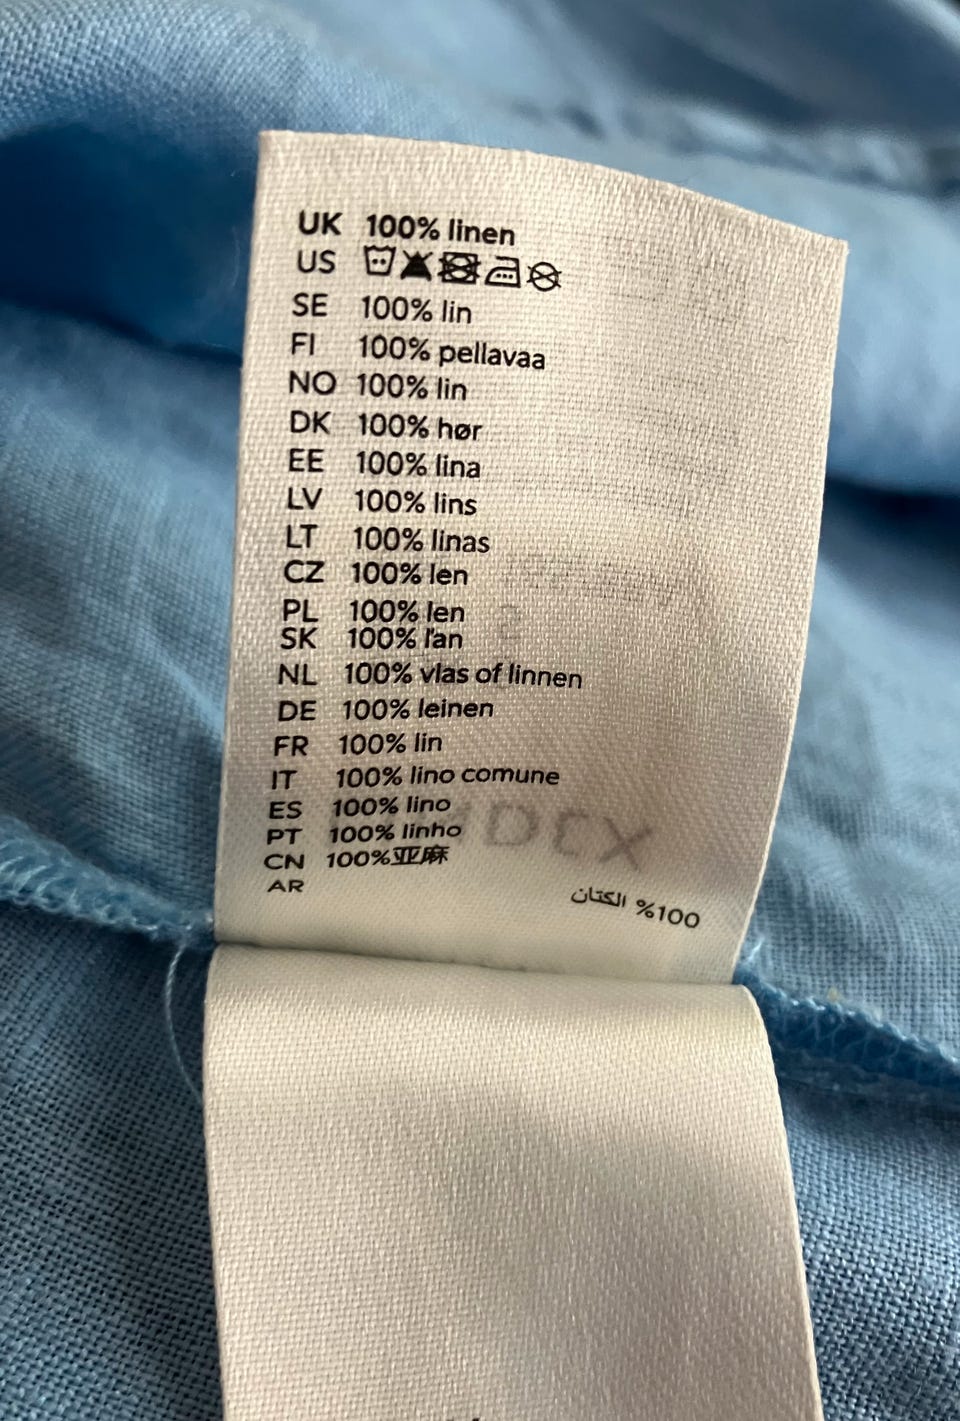 UK 100% linen
US
SE 100% lin
FI 100% pellavaa
NO 100% lin
DK 100% hør
EE 100% lina
LV 100% lins
LT 100% linas
CZ 100% len
PL 100% len
SK 100% ľan
NL 100% vlas of linnen
DE 100% leinen
FR 100% lin
IT 100% lino comune
ES 100% lino
PT 100% linho
CN 100%亚麻
AR 100% الكتان